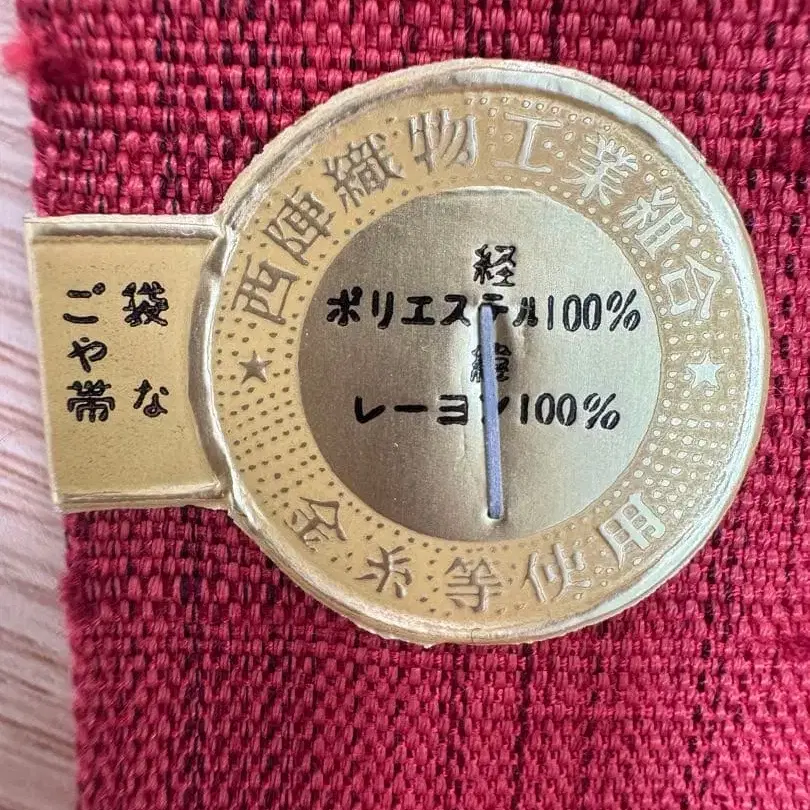 西陣織物工業組合
経
ポリエステル100%
緯
レーヨン100%
金糸等使用
袋な
ごや帯